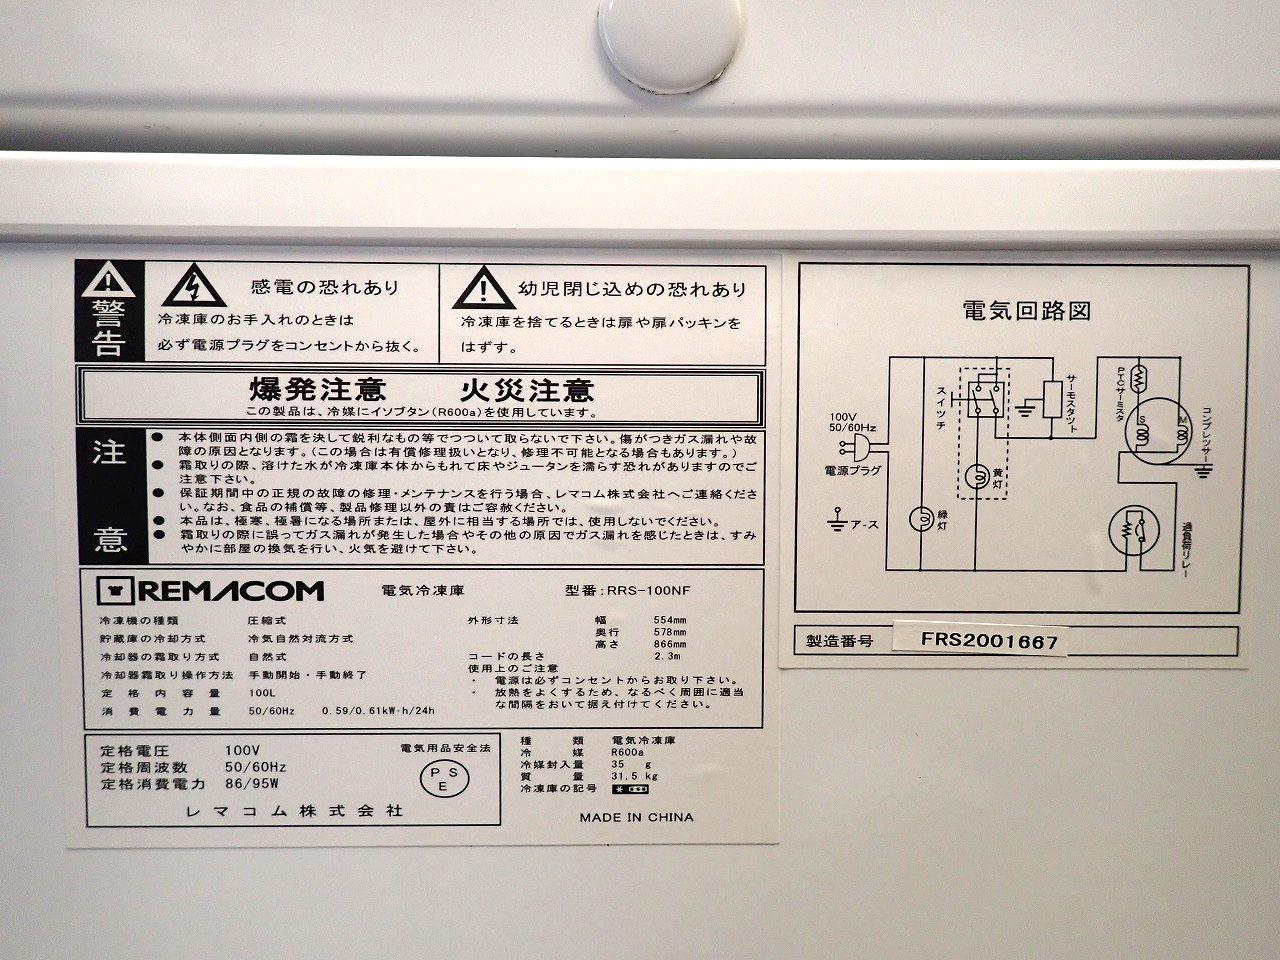 警告
感電の恐れあり
冷凍庫のお手入れのときは
必ず電源プラグをコンセントから抜く。
幼児閉じ込めの恐れあり
冷凍庫を捨てるときは扉や扉パッキンを
はずす。
爆発注意 火災注意
この製品は、冷媒にイソブタン(R600a)を使用しています。
注意
● 本体側面内側の霜を決して鋭利なもの等でつついて取らないで下さい。傷がつきガス漏れや故
障の原因となります。(この場合は有償修理扱いとなり、修理不可能となる場合もあります。)
● 霜取りの際、溶けた水が冷凍庫本体からもれて床やジュータンを濡らす恐れがありますのでご
注意下さい。
● 保証期間中の正規の故障の修理・メンテナンスを行う場合、レマコム株式会社へご連絡くださ
い。なお、食品の補償等、製品修理以外の責はご容赦ください。
● 本品は、極寒、極暑になる場所または、屋外に相当する場所では、使用しないでください。
● 霜取りの際に誤ってガス漏れが発生した場合やその他の原因でガス漏れを感じたときは、すみ
やかに部屋の換気を行い、火気を避けて下さい。
REMACOM 電気冷凍庫 型番:RRS-100NF
冷凍機の種類 圧縮式
貯蔵庫の冷却方式 冷気自然対流方式
冷却器の霜取り方式 自然式
冷却器霜取り操作方法 手動開始・手動終了
定格内容量 100L
消費電力量 50/60Hz 0.59/0.61kW·h/24h
外形寸法 幅 554mm
奥行 578mm
高さ 866mm
コードの長さ 2.3m
使用上のご注意
・ 電源は必ずコンセントからお取り下さい。
・ 放熱をよくするため、なるべく周囲に適当
な間隔をおいて据え付けてください。
定格電圧 100V
定格周波数 50/60Hz
定格消費電力 86/95W
電気用品安全法
PS
E
レマコム株式会社
種類 電気冷凍庫
冷媒 R600a
冷媒封入量 35 g
質量 31.5 kg
冷凍庫の記号
MADE IN CHINA
電気回路図
100V
50/60Hz
電源プラグ
ア-ス
スイツチ
緑灯
黄灯
サーモスタツト
PTCサーミスタ
S
M
コンプレツサー
過負荷リレー
製造番号 FRS2001667